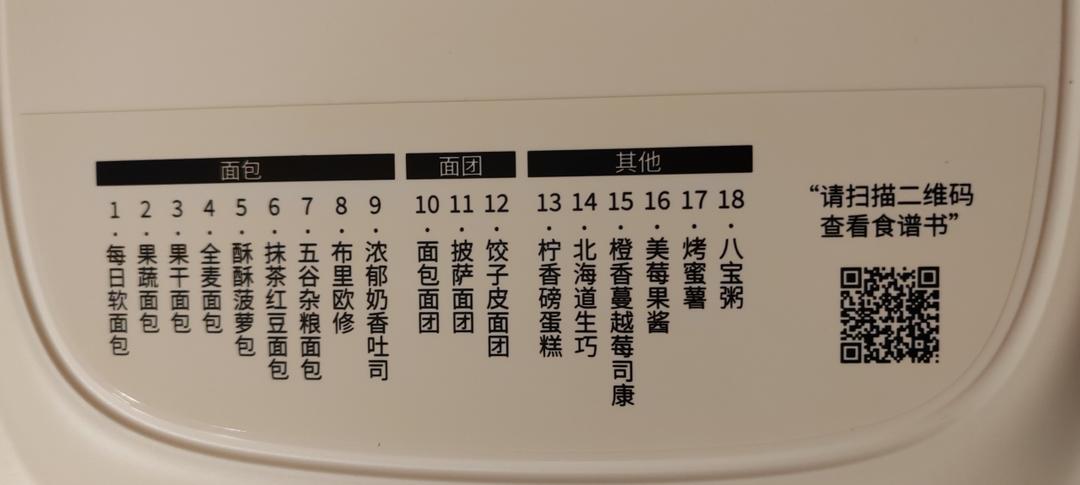 面包
1·每日软面包
2·果蔬面包
3·果干面包
4·全麦面包
5·酥酥菠萝包
6·抹茶红豆面包
7·五谷杂粮面包
8·布里欧修
9·浓郁奶香吐司
面团
10·面包面团
11·披萨面团
12·饺子皮面团
其他
13·柠香磅蛋糕
14·北海道生巧
15·橙香蔓越莓司康
16·美莓果酱
17·烤蜜薯
18·八宝粥
“请扫描二维码
查看食谱书”